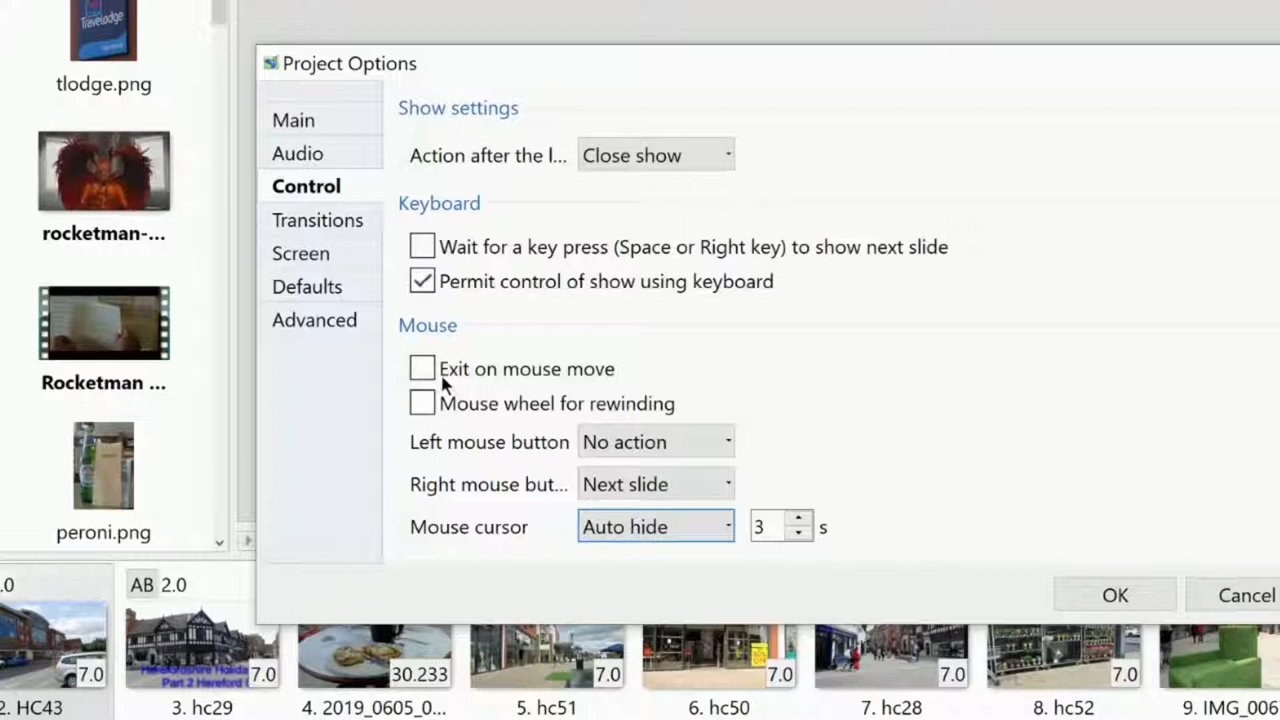 Travelodge
tlodge.png
rocketman-...
Rocketman ...
peroni.png
Project Options
Main
Audio
Control
Transitions
Screen
Defaults
Advanced
Show settings
Action after the l... Close show
Keyboard
Wait for a key press (Space or Right key) to show next slide
Permit control of show using keyboard
Mouse
Exit on mouse move
Mouse wheel for rewinding
Left mouse button No action
Right mouse but... Next slide
Mouse cursor Auto hide 3 s
OK Cancel
.0 AB 2.0
Part 2 Hereford
7.0 7.0 30.233 7.0 7.0 7.0 7.0
2. HC43 3. hc29 4. 2019_0605_0... 5. hc51 6. hc50 7. hc28 8. hc52 9. IMG_006